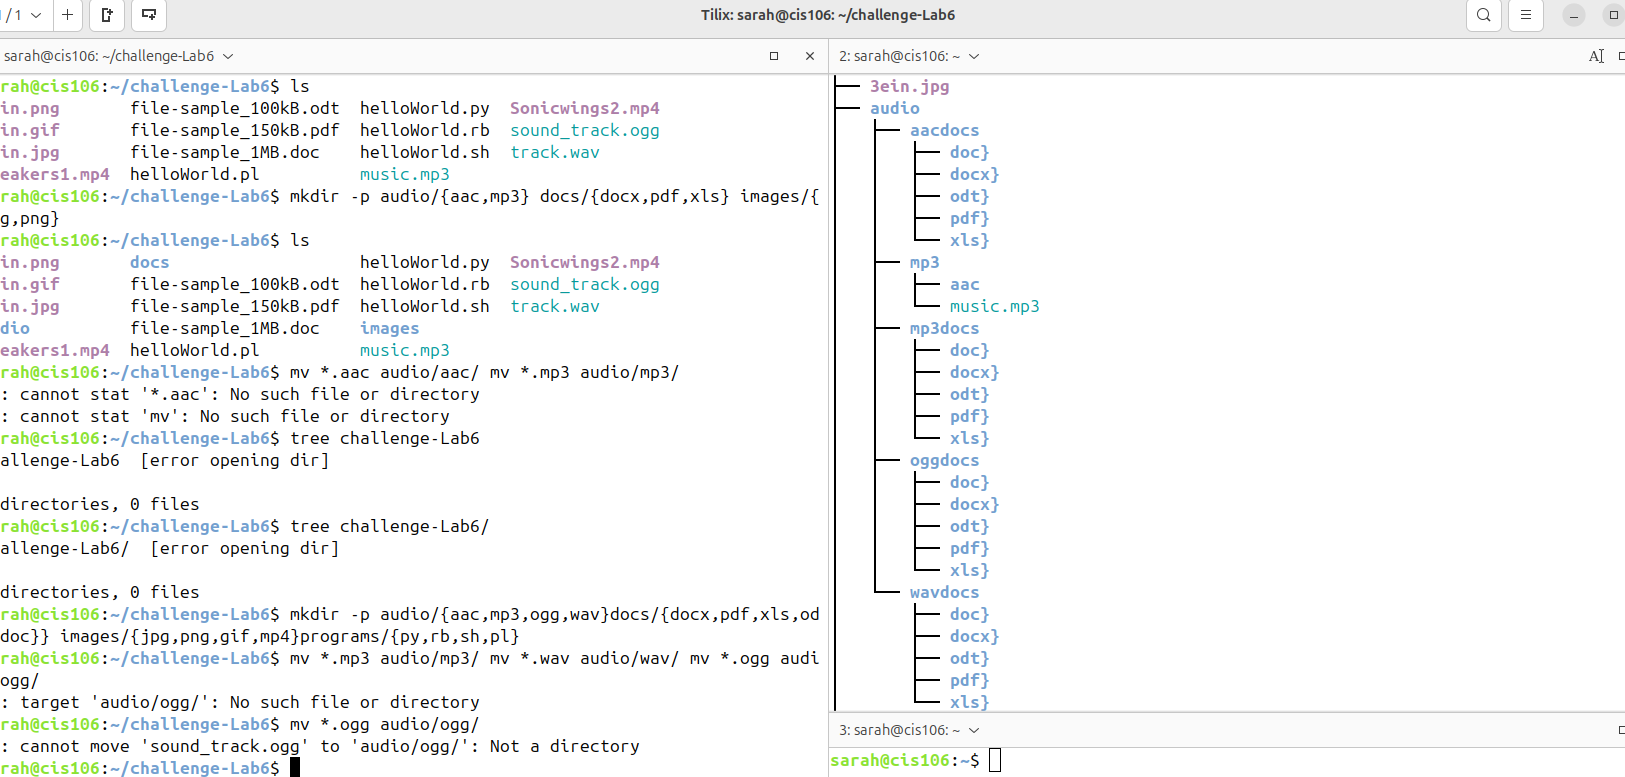 / 1
Tilix: sarah@cis106: ~/challenge-Lab6
sarah@cis106: ~/challenge-Lab6
rah@cis106:~/challenge-Lab6$ ls
in.png file-sample_100kB.odt helloWorld.py Sonicwings2.mp4
in.gif file-sample_150kB.pdf helloWorld.rb sound_track.ogg
in.jpg file-sample_1MB.doc helloWorld.sh track.wav
eakers1.mp4 helloWorld.pl music.mp3
rah@cis106:~/challenge-Lab6$ mkdir -p audio/{aac,mp3} docs/{docx,pdf,xls} images/{
g,png}
rah@cis106:~/challenge-Lab6$ ls
in.png docs helloWorld.py Sonicwings2.mp4
in.gif file-sample_100kB.odt helloWorld.rb sound_track.ogg
in.jpg file-sample_150kB.pdf helloWorld.sh track.wav
dio file-sample_1MB.doc images
eakers1.mp4 helloWorld.pl music.mp3
rah@cis106:~/challenge-Lab6$ mv *.aac audio/aac/ mv *.mp3 audio/mp3/
: cannot stat '*.aac': No such file or directory
: cannot stat 'mv': No such file or directory
rah@cis106:~/challenge-Lab6$ tree challenge-Lab6
allenge-Lab6 [error opening dir]
directories, 0 files
rah@cis106:~/challenge-Lab6$ tree challenge-Lab6/
allenge-Lab6/ [error opening dir]
directories, 0 files
rah@cis106:~/challenge-Lab6$ mkdir -p audio/{aac,mp3,ogg,wav}docs/{docx,pdf,xls,od
doc}} images/{jpg,png,gif,mp4}programs/{py,rb,sh,pl}
rah@cis106:~/challenge-Lab6$ mv *.mp3 audio/mp3/ mv *.wav audio/wav/ mv *.ogg audi
ogg/
: target 'audio/ogg/': No such file or directory
rah@cis106:~/challenge-Lab6$ mv *.ogg audio/ogg/
: cannot move 'sound_track.ogg' to 'audio/ogg/': Not a directory
rah@cis106:~/challenge-Lab6$
2: sarah@cis106: ~
3ein.jpg
audio
aacdocs
doc}
docx}
odt}
pdf}
xls}
mp3
aac
music.mp3
mp3docs
doc}
docx}
odt}
pdf}
xls}
oggdocs
doc}
docx}
odt}
pdf}
xls}
wavdocs
doc}
docx}
odt}
pdf}
xls}
3: sarah@cis106: ~
sarah@cis106:~$